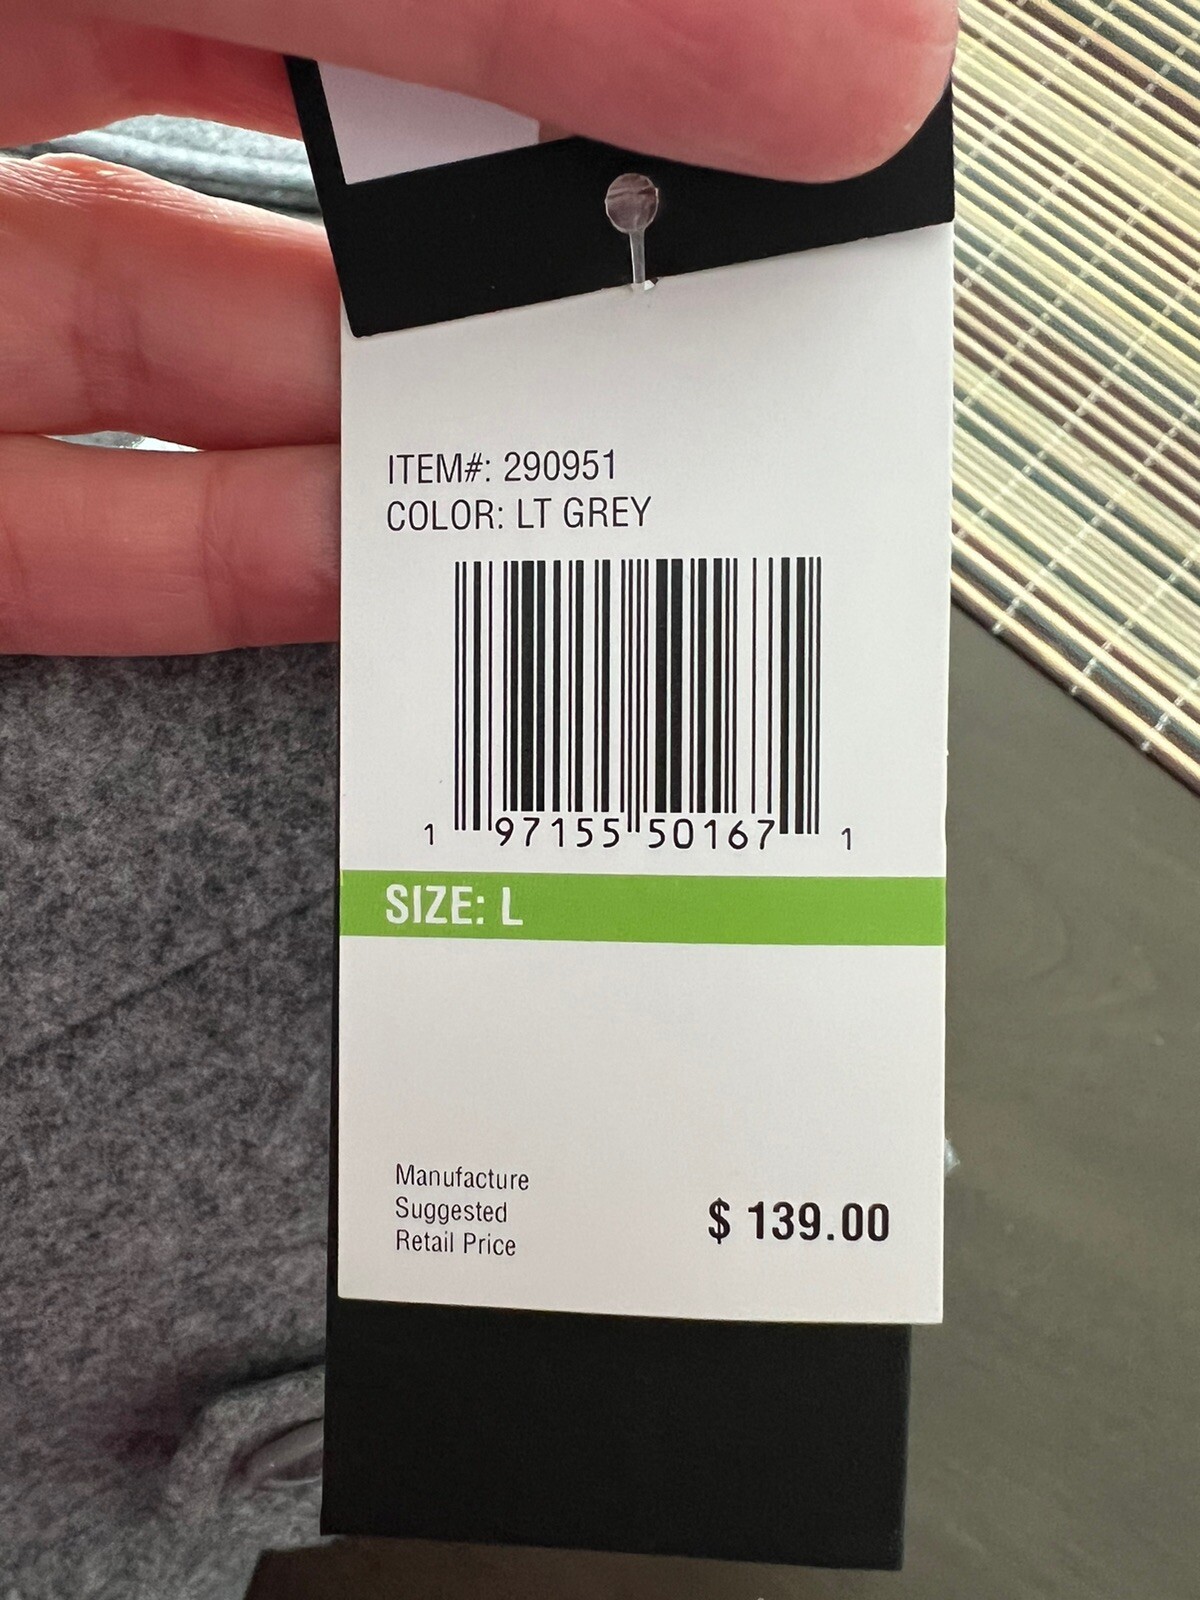 ITEM#: 290951
COLOR: LT GREY
1 97155 50167 1
SIZE: L
Manufacture
Suggested
Retail Price
$ 139.00